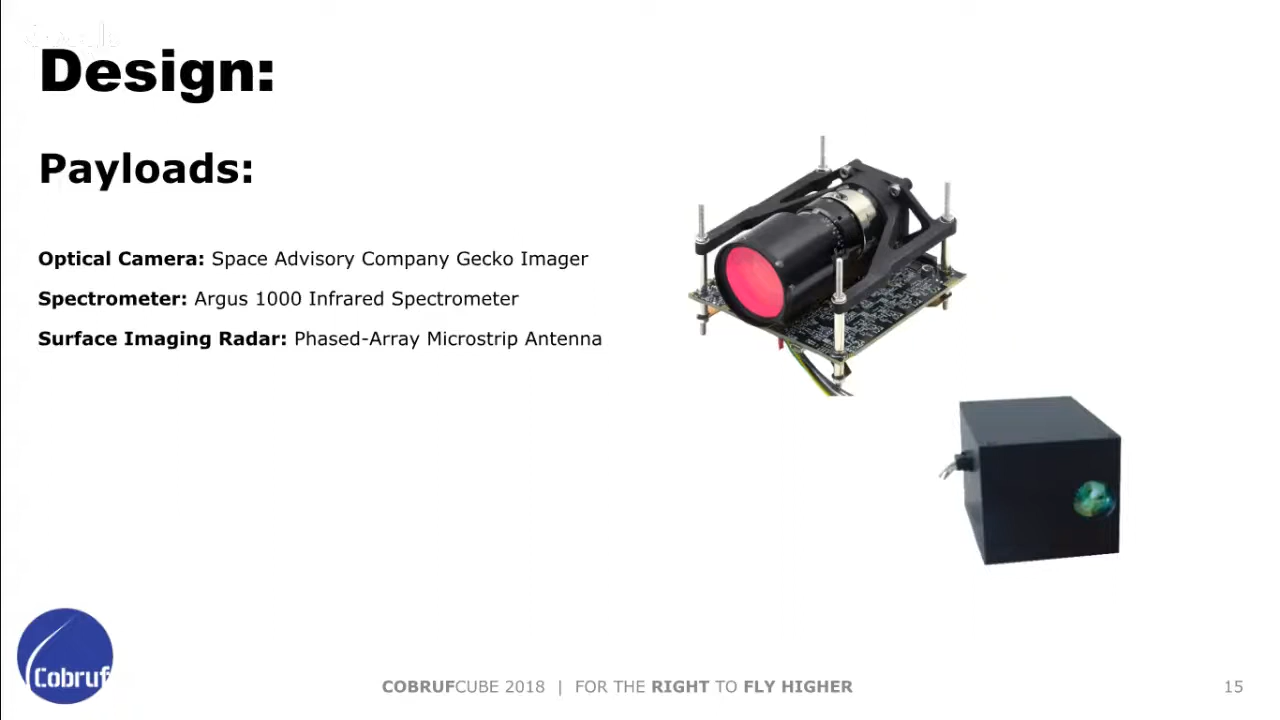 Design:
Payloads:
Optical Camera: Space Advisory Company Gecko Imager
Spectrometer: Argus 1000 Infrared Spectrometer
Surface Imaging Radar: Phased-Array Microstrip Antenna
Cobruf
COBRUFCUBE 2018 | FOR THE RIGHT TO FLY HIGHER
15